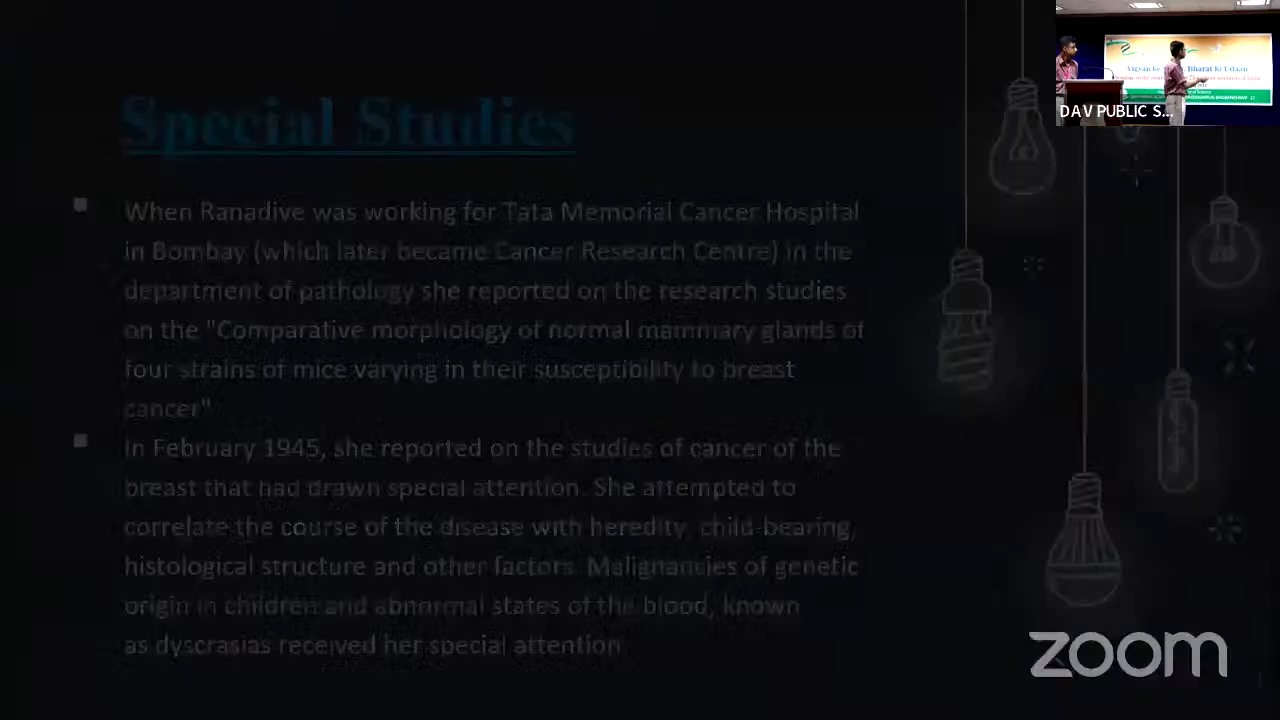 Special Studies
When Ranadive was working for Tata Memorial Cancer Hospital
in Bombay (which later became Cancer Research Centre) in the
department of pathology she reported on the research studies
on the "Comparative morphology of normal mammary glands of
four strains of mice varying in their susceptibility to breast
cancer"
In February 1945, she reported on the studies of cancer of the
breast that had drawn special attention. She attempted to
correlate the course of the disease with heredity, child-bearing,
histological structure and other factors. Malignancies of genetic
origin in children and abnormal states of the blood, known
as dyscrasias received her special attention
Bharat Ki Udaan
DAV PUBLIC S...
zoom